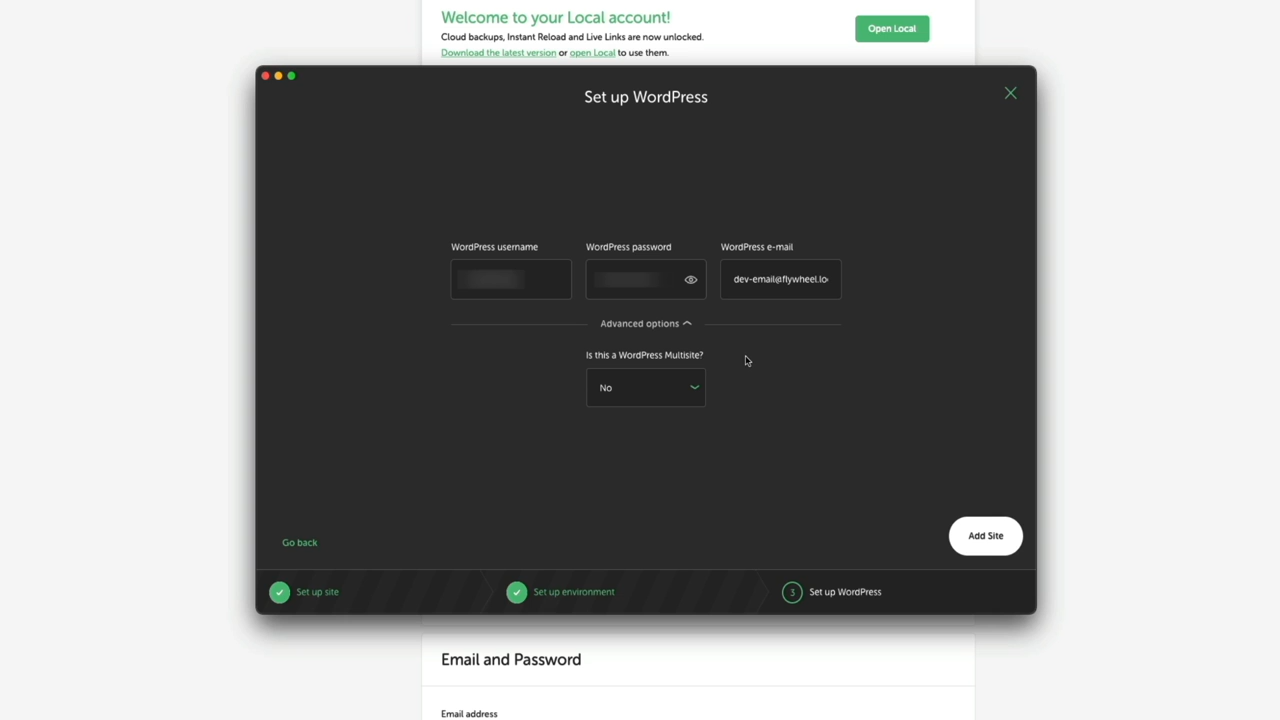 Welcome to your Local account!
Cloud backups, Instant Reload and Live Links are now unlocked.
Open Local
Download the latest version or open Local to use them.
Set up WordPress
WordPress username
WordPress password
WordPress e-mail
dev-email@flywheel.lo
Advanced options
Is this a WordPress Multisite?
No
Go back
Add Site
Set up site
Set up environment
3
Set up WordPress
Email and Password
Email address